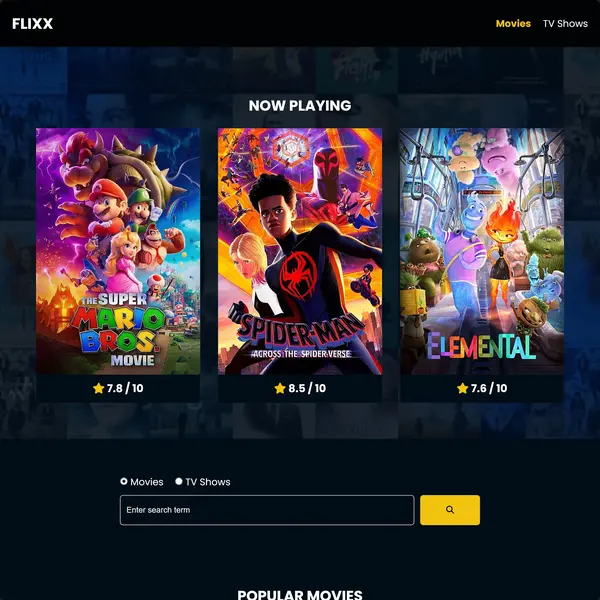 FLIXX
Movies
TV Shows
NOW PLAYING
THE SUPER
MARIO
BROS.
MOVIE
SPIDER-MAN
ACROSS THE SPIDER-VERSE
ELEMENTAL
7.8 / 10
8.5 / 10
7.6 / 10
Movies
TV Shows
Enter search term
POPULAR MOVIES